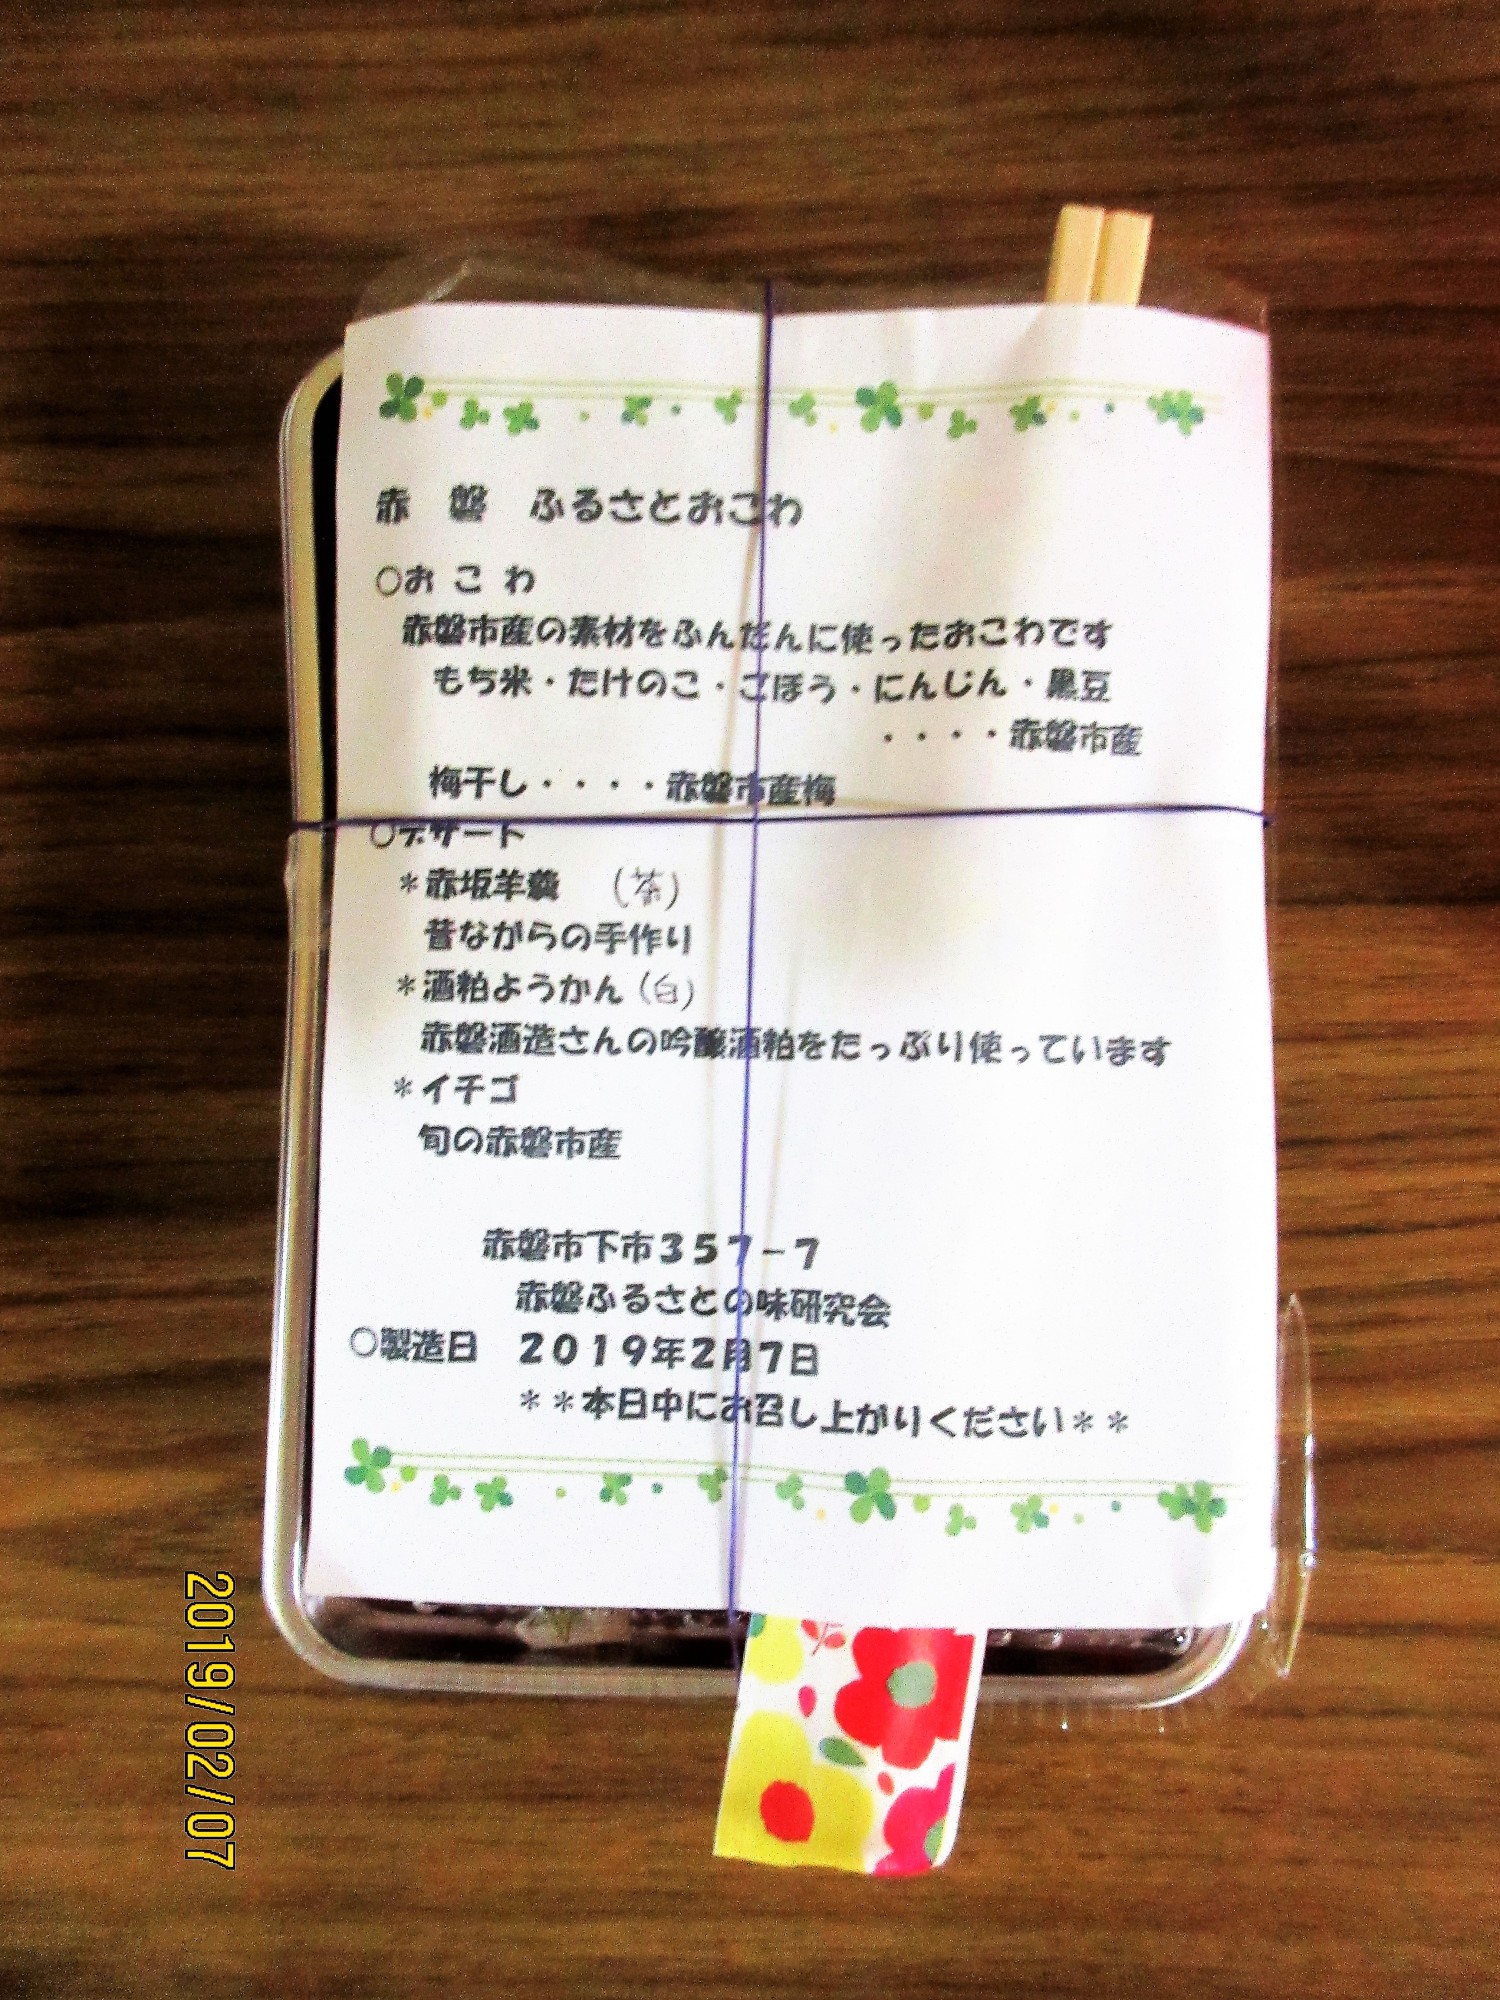 赤　磐　ふるさとおこわ
○おこわ
赤磐市産の素材をふんだんに使ったおこわです
もち米・たけのこ・ごぼう・にんじん・黒豆
・・・・赤磐市産
梅干し・・・・赤磐市産梅
○デザート
＊赤坂羊羹　（茶）
昔ながらの手作り
＊酒粕ようかん（白）
赤磐酒造さんの吟醸酒粕をたっぷり使っています
＊イチゴ
旬の赤磐市産
赤磐市下市３５７－７
赤磐ふるさとの味研究会
○製造日　２０１９年２月７日
＊＊本日中にお召し上がりください＊＊
2019/02/07